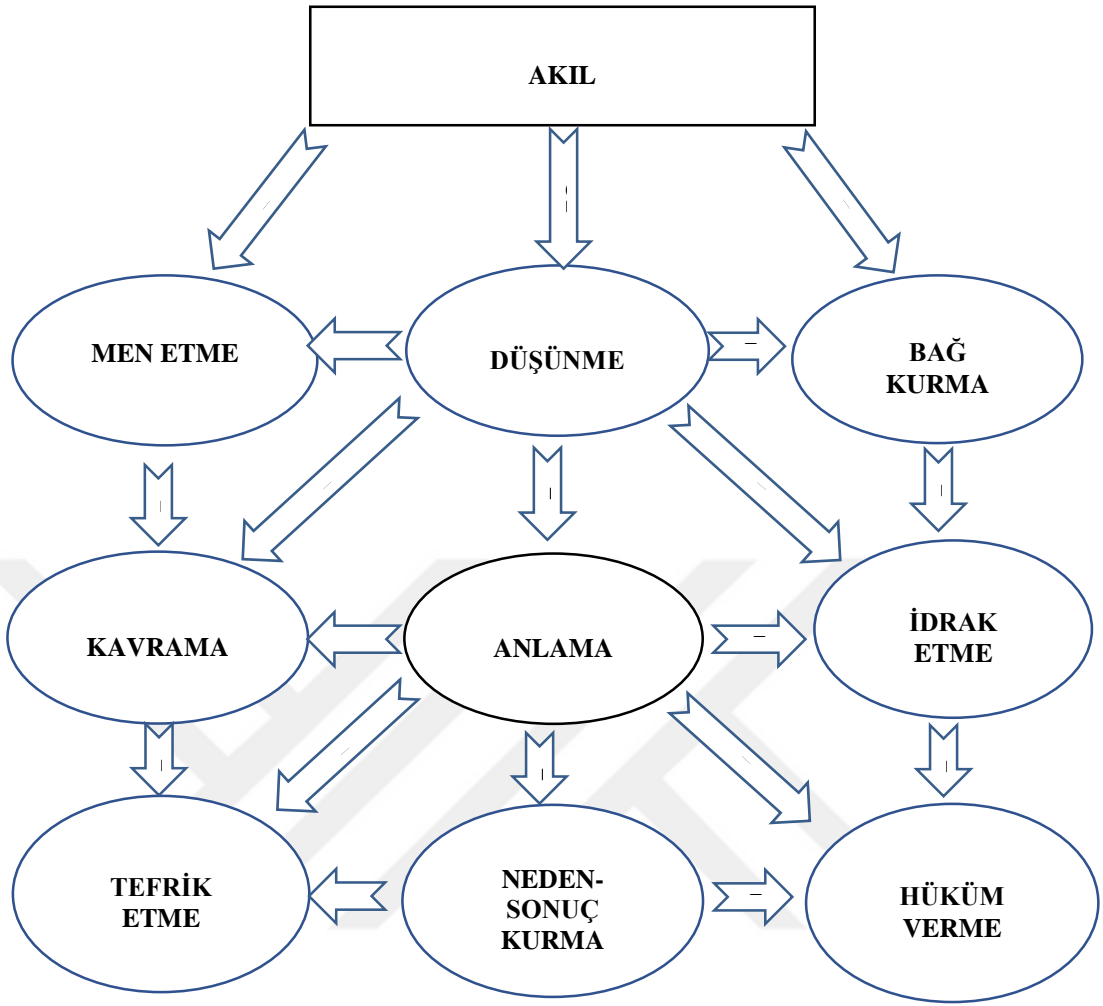 AKIL
MEN ETME
DÜŞÜNME
BAĞ
KURMA
KAVRAMA
ANLAMA
İDRAK
ETME
TEFRİK
ETME
NEDEN-
SONUÇ
KURMA
HÜKÜM
VERME